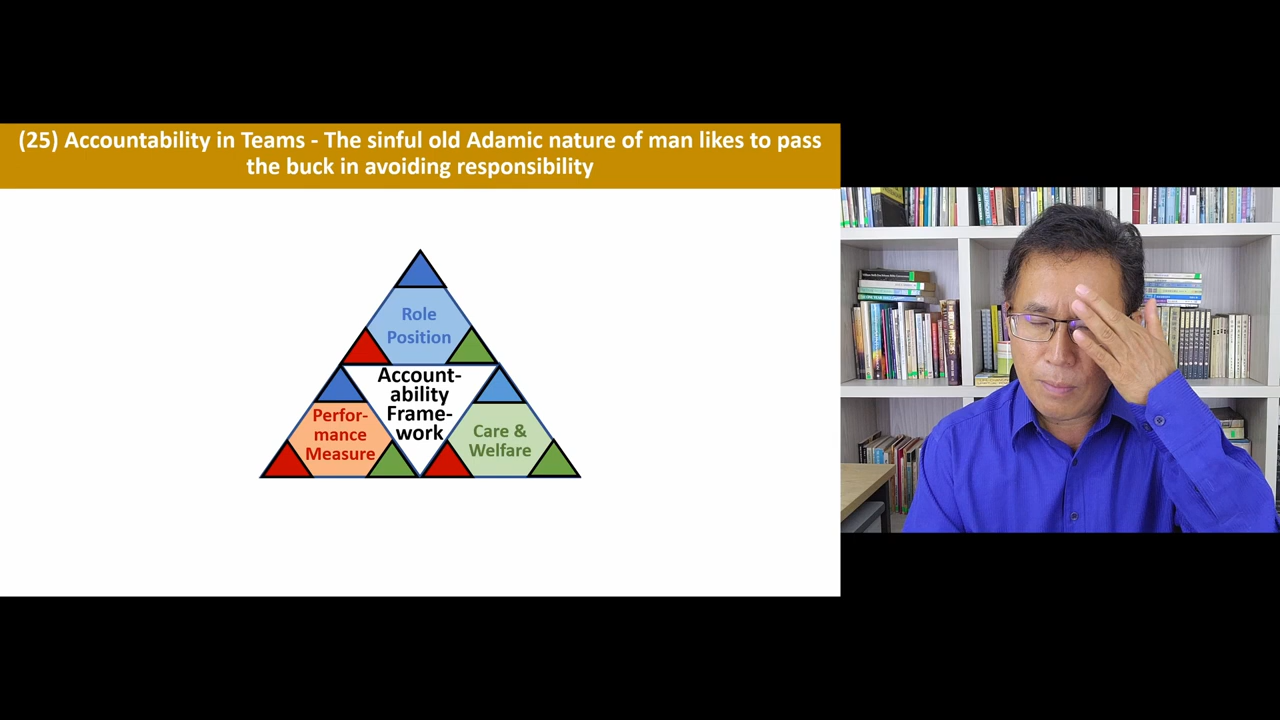 (25) Accountability in Teams - The sinful old Adamic nature of man likes to pass
the buck in avoiding responsibility
Role
Position
Account-
ability
Frame-
work
Perfor-
mance
Measure
Care &
Welfare